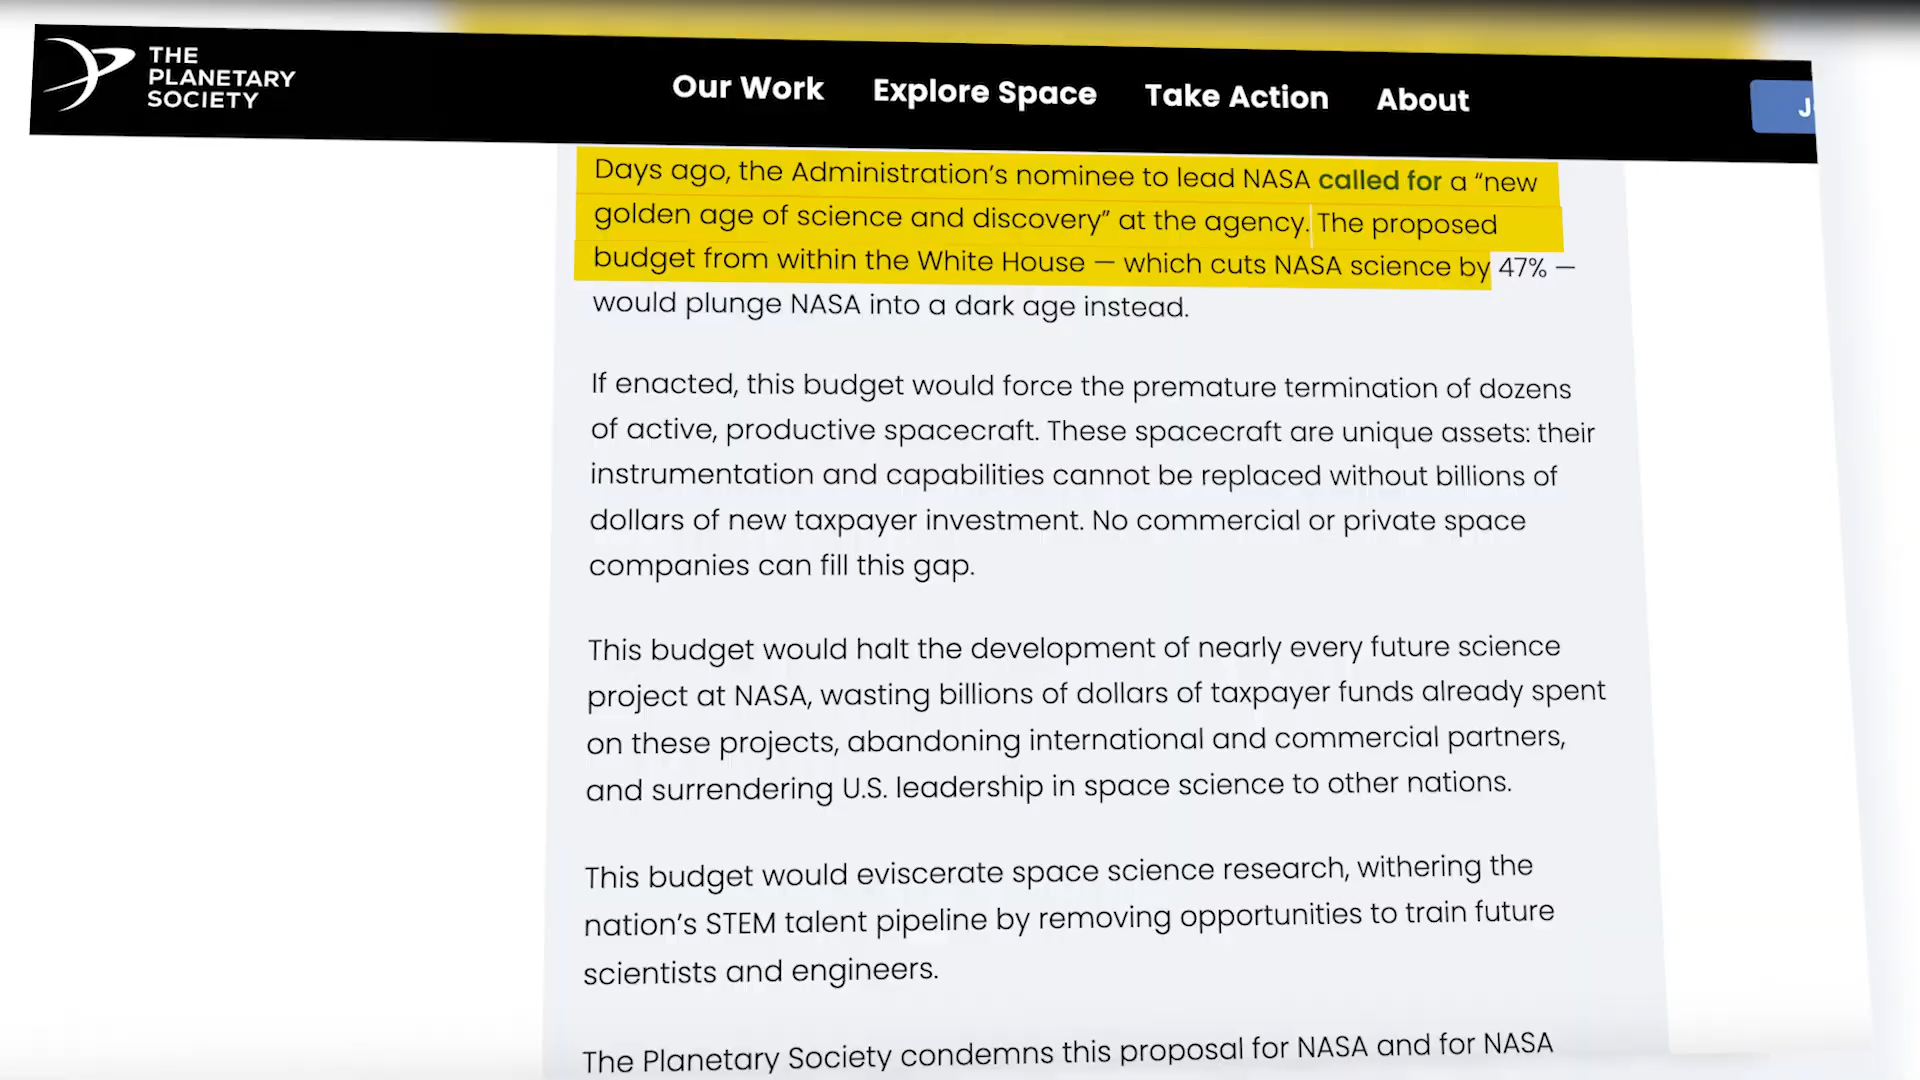 THE
PLANETARY
SOCIETY
Our Work Explore Space Take Action About
Days ago, the Administration’s nominee to lead NASA called for a “new
golden age of science and discovery” at the agency. The proposed
budget from within the White House — which cuts NASA science by 47% —
would plunge NASA into a dark age instead.
If enacted, this budget would force the premature termination of dozens
of active, productive spacecraft. These spacecraft are unique assets: their
instrumentation and capabilities cannot be replaced without billions of
dollars of new taxpayer investment. No commercial or private space
companies can fill this gap.
This budget would halt the development of nearly every future science
project at NASA, wasting billions of dollars of taxpayer funds already spent
on these projects, abandoning international and commercial partners,
and surrendering U.S. leadership in space science to other nations.
This budget would eviscerate space science research, withering the
nation’s STEM talent pipeline by removing opportunities to train future
scientists and engineers.
The Planetary Society condemns this proposal for NASA and for NASA